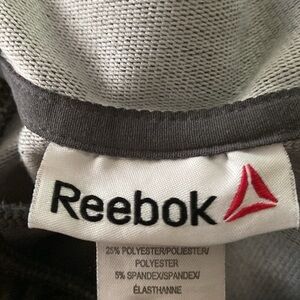 Reebok
25% POLYESTER/POLIESTER/
POLYESTER
5% SPANDEX/SPANDEX/
ÉLASTHANNE